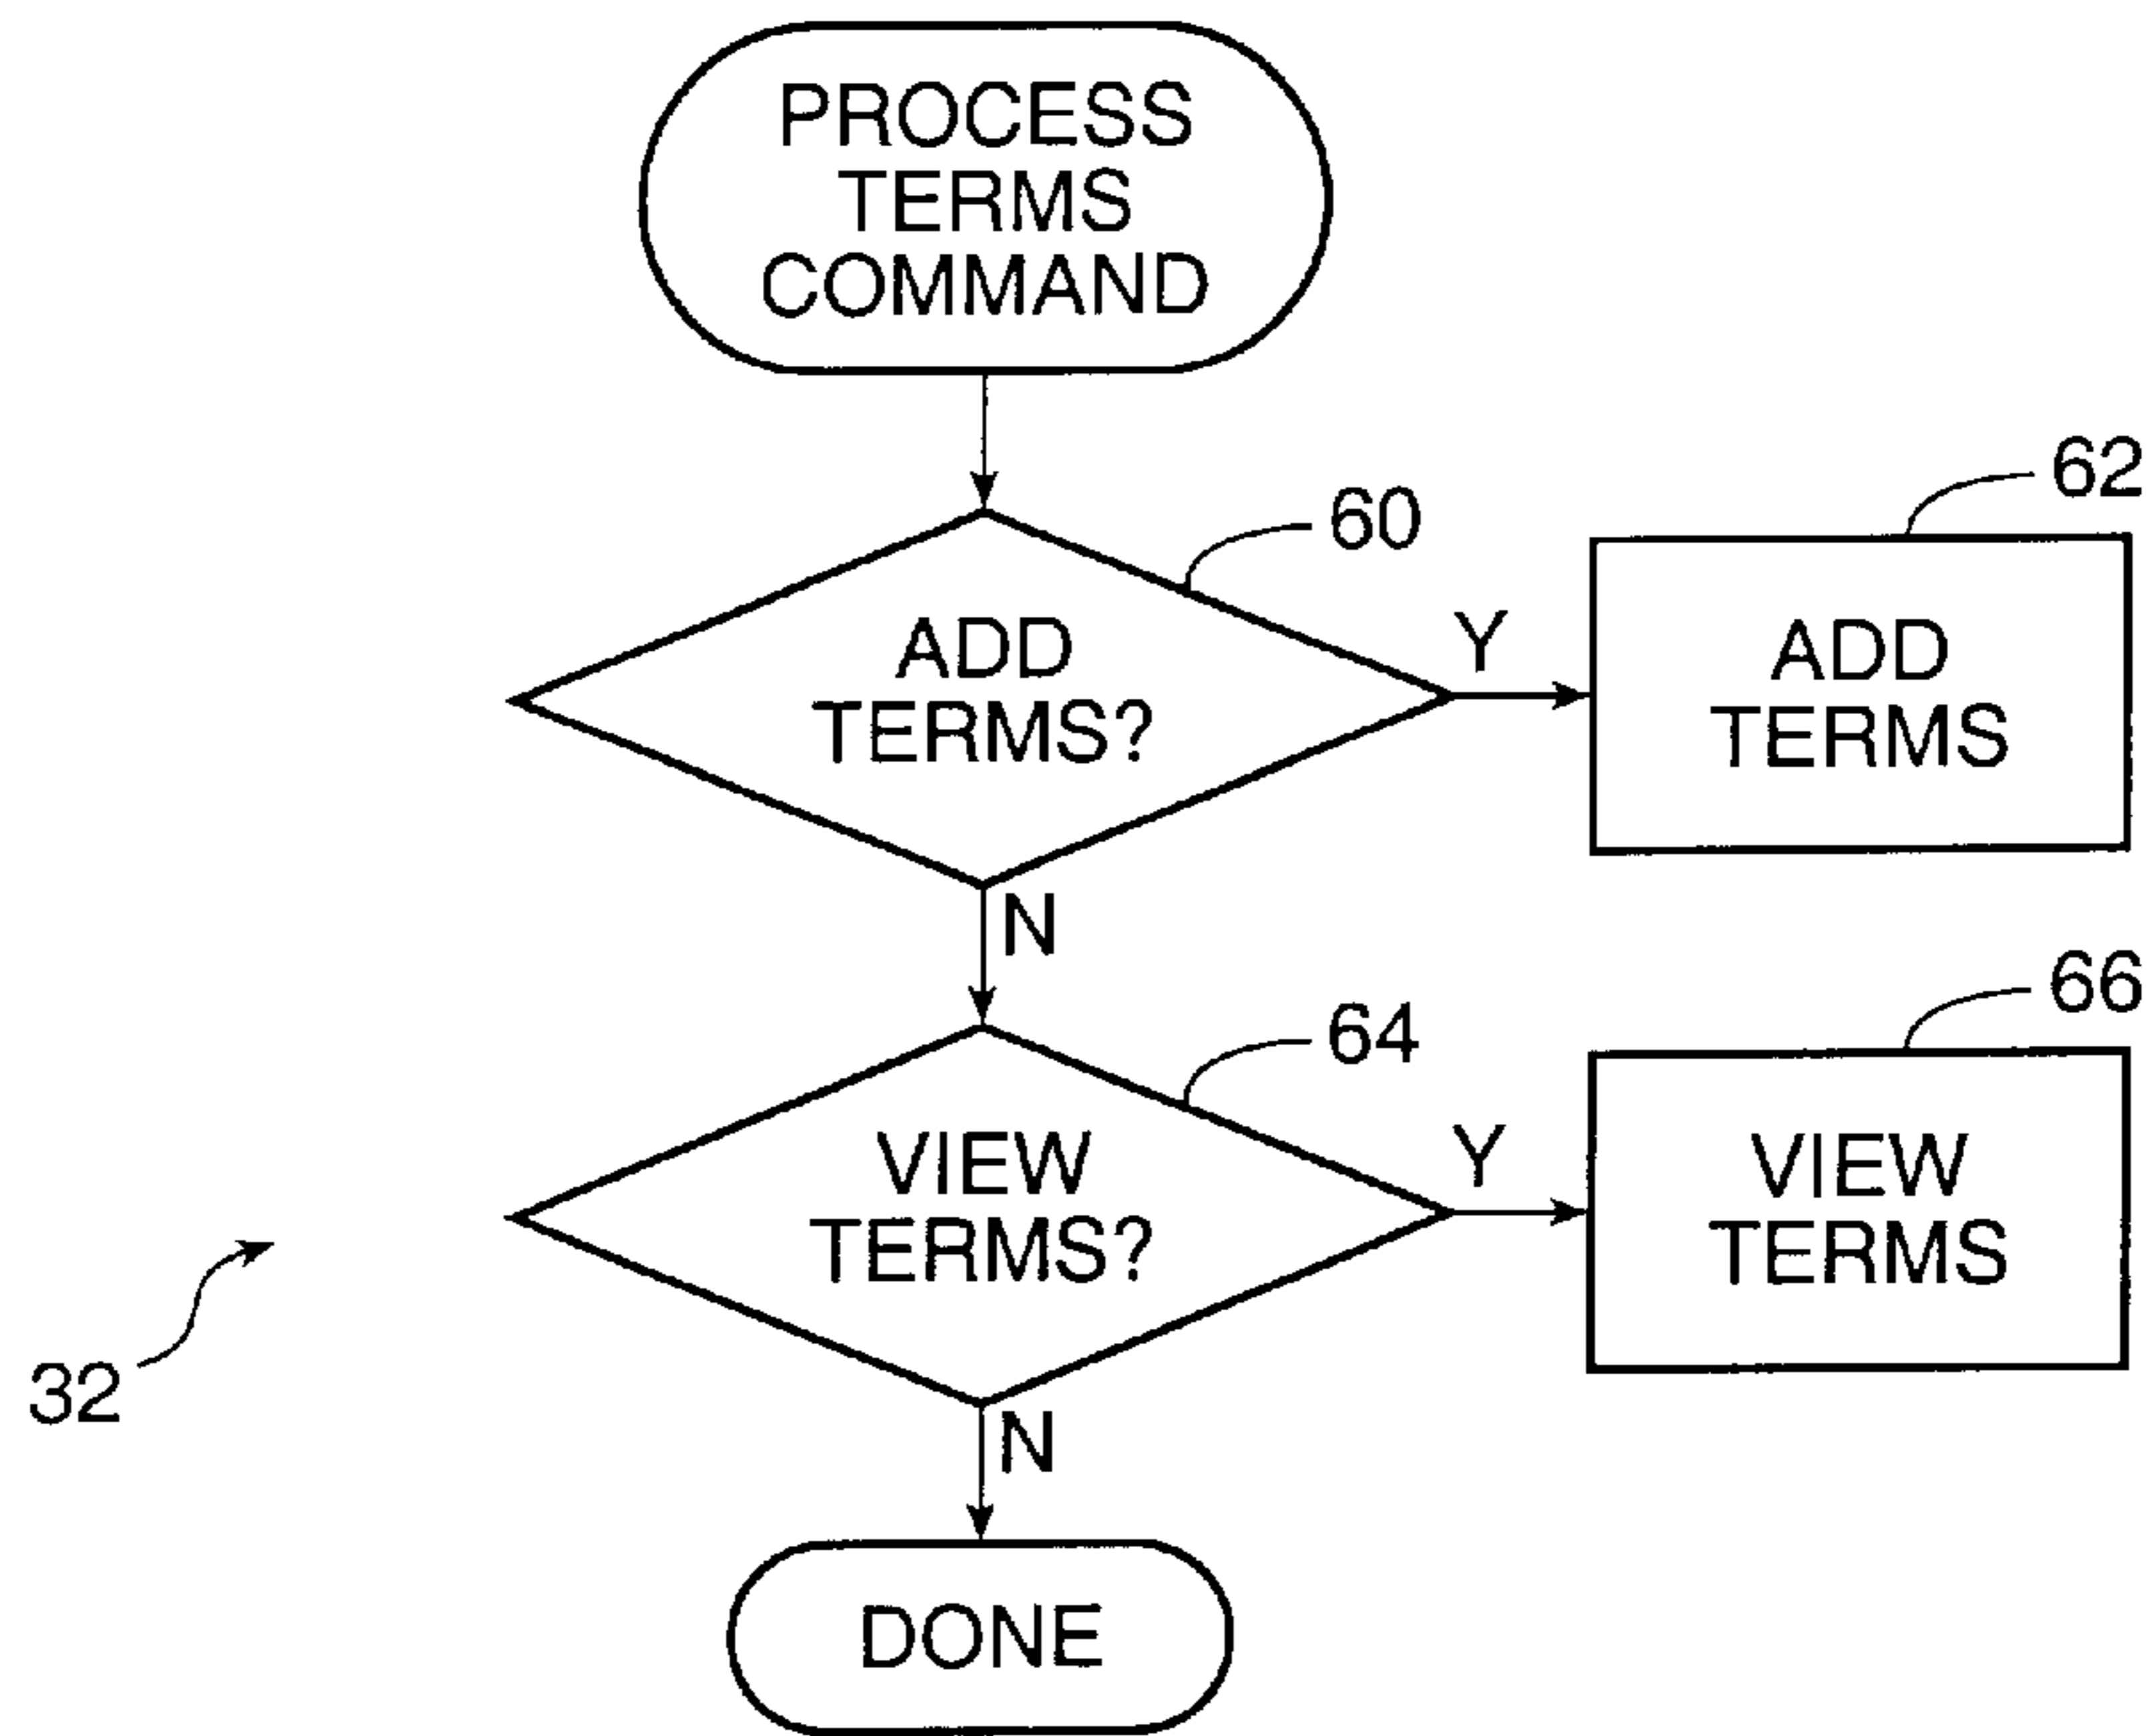 PROCESS
TERMS
COMMAND
62
60
ADD
TERMS?
Y
ADD
TERMS
N
66
64
VIEW
TERMS?
Y
VIEW
TERMS
32
N
DONE